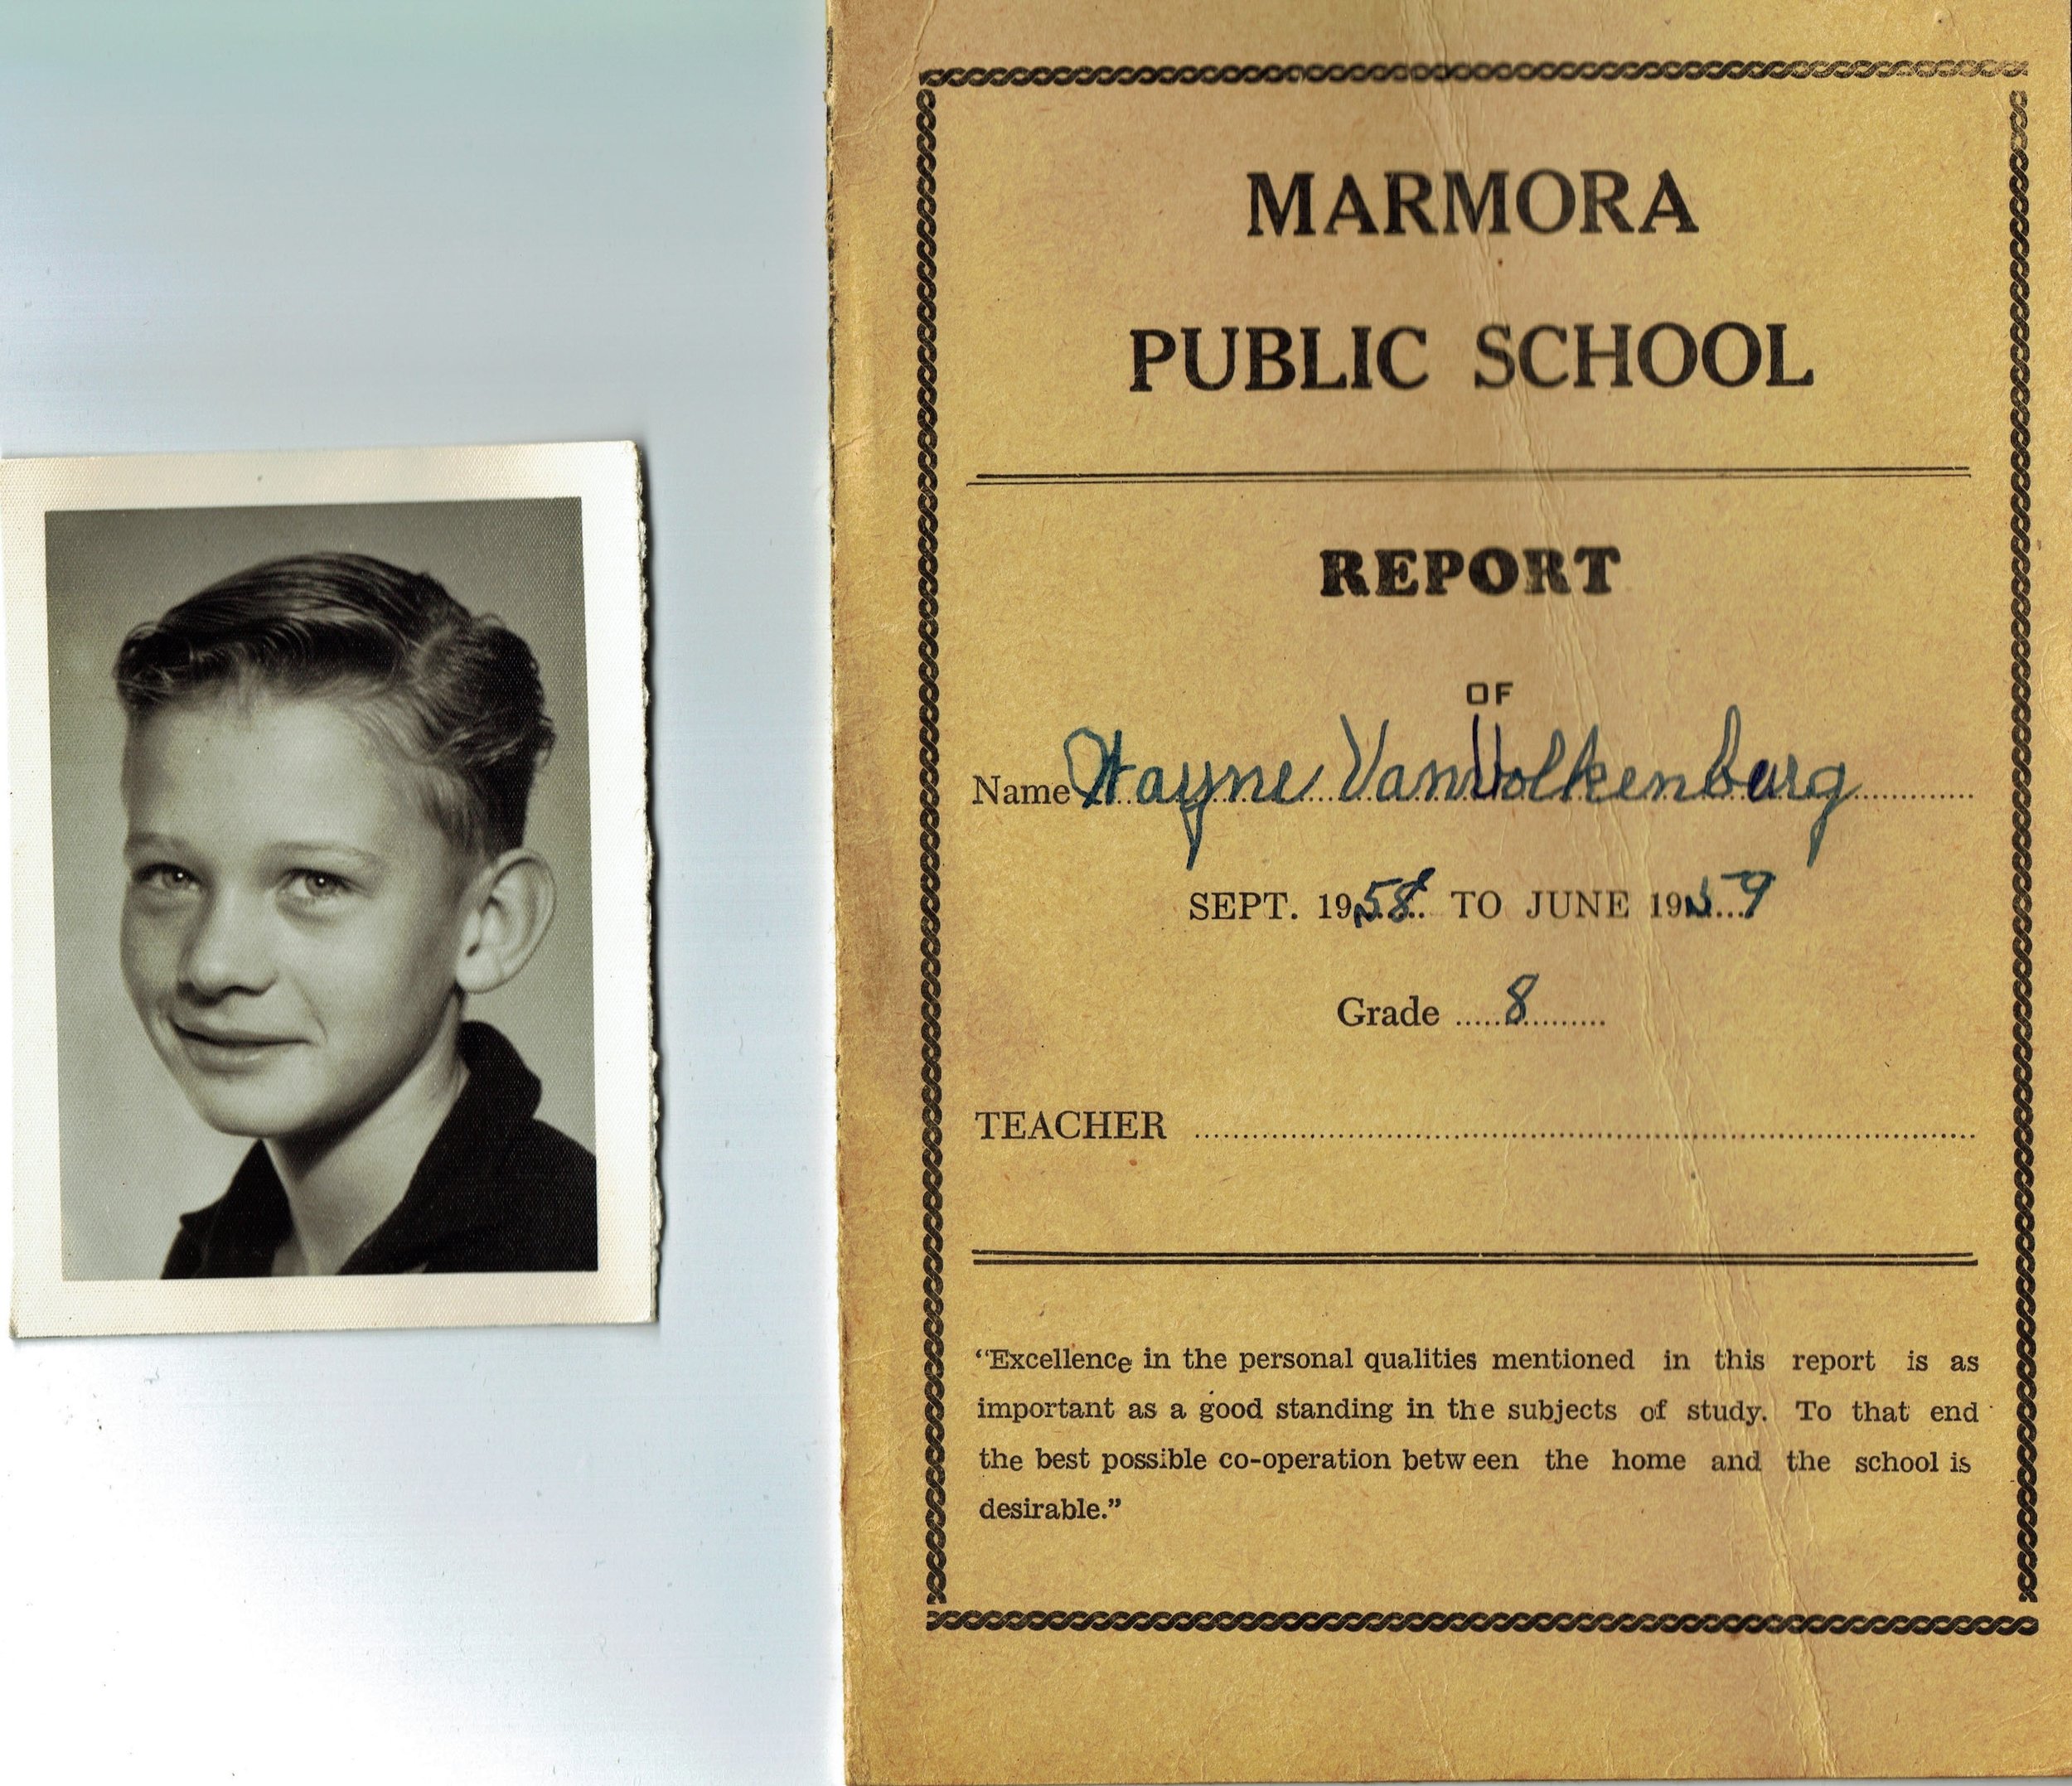 MARMORA
PUBLIC SCHOOL
REPORT
OF
Name Wayne VanVolkenburg
SEPT. 1958 TO JUNE 1959
Grade 8
TEACHER
“Excellence in the personal qualities mentioned in this report is as
important as a good standing in the subjects of study. To that end
the best possible co-operation between the home and the school is
desirable.”